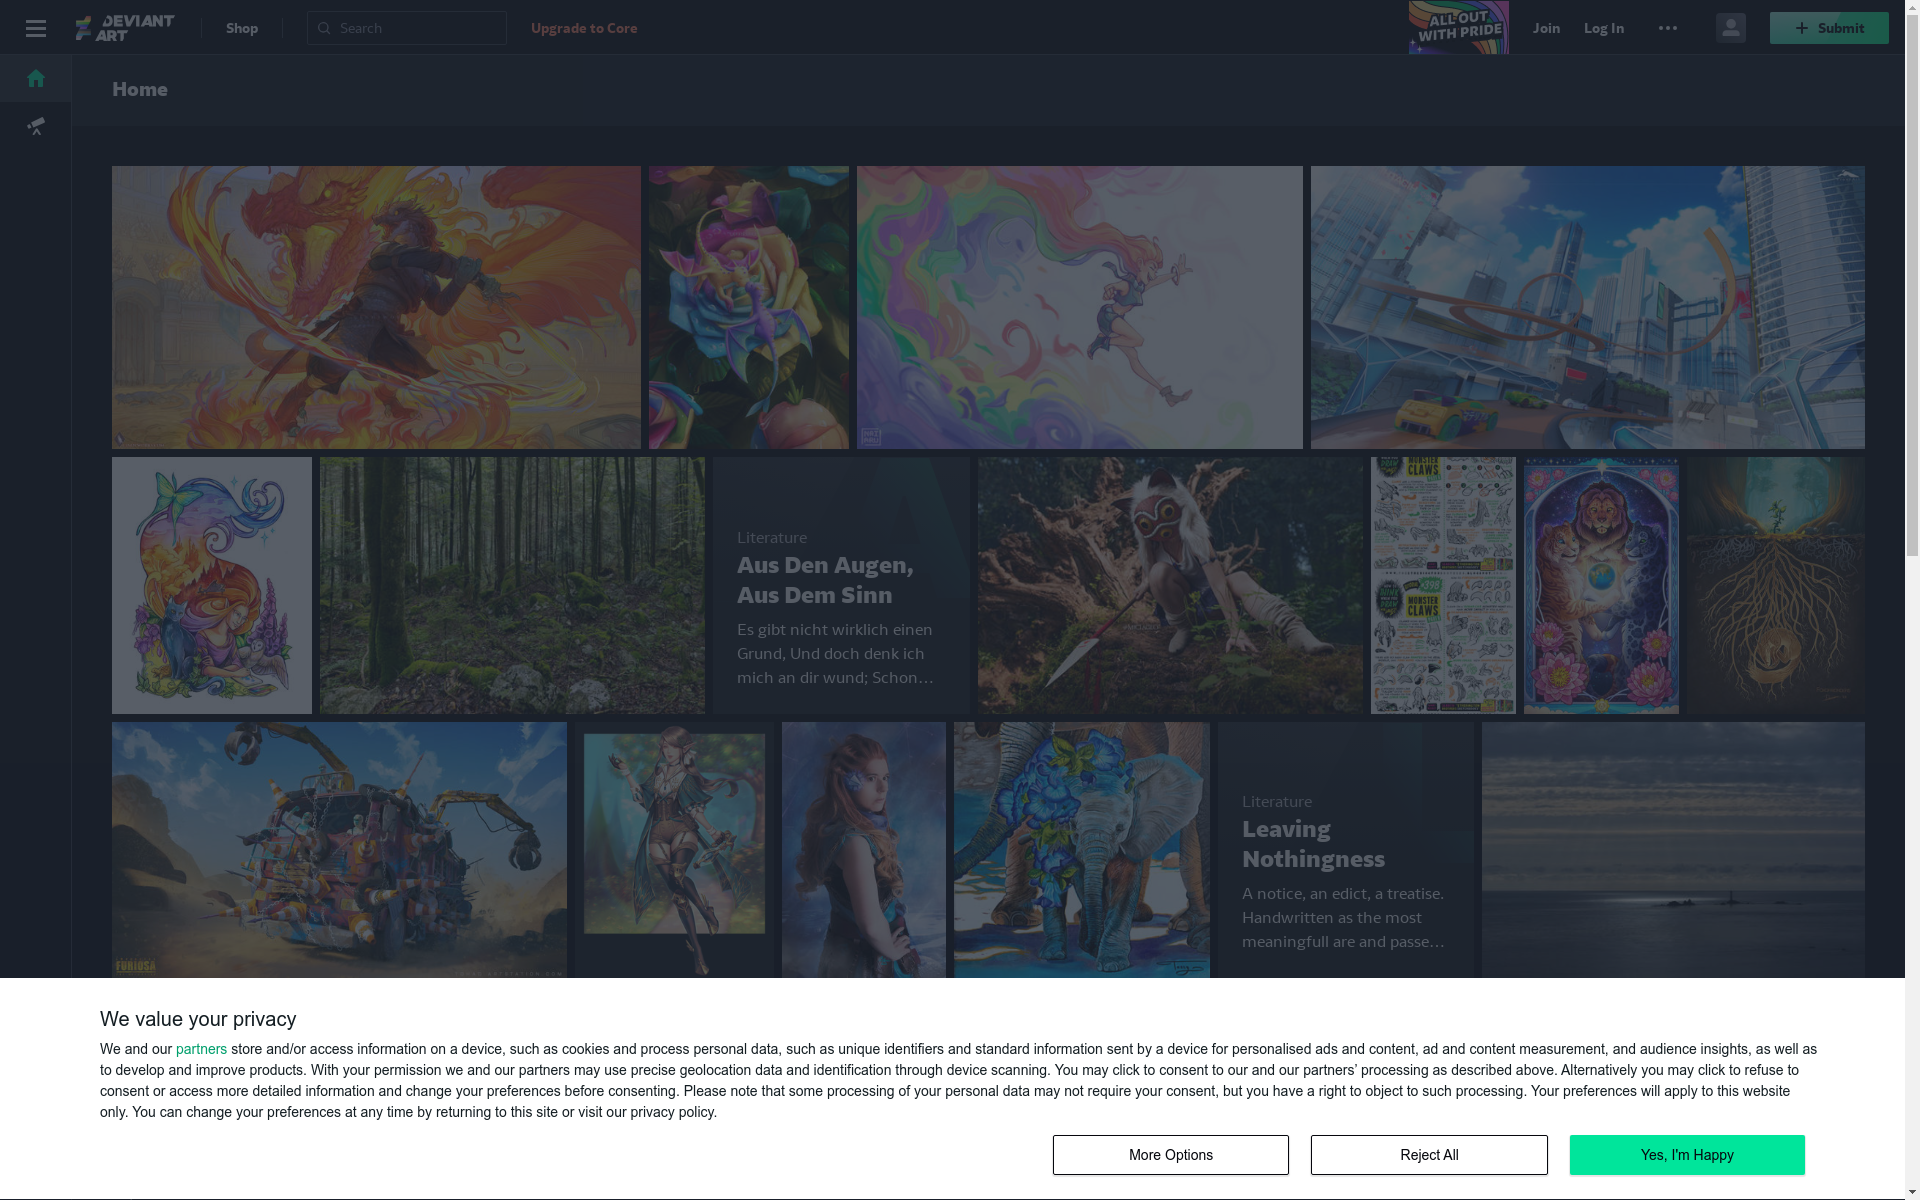 DEVIANT ART
Shop
Search
Upgrade to Core
ALL OUT WITH PRIDE
Join
Log In
Submit
Home
Literature
Aus Den Augen,
Aus Dem Sinn
Es gibt nicht wirklich einen
Grund, Und doch denk ich
mich an dir wund; Schon...
MONSTER CLAWS
MONSTER CLAWS
FURIOSA
Literature
Leaving
Nothingness
A notice, an edict, a treatise.
Handwritten as the most
meaningfull are and passe...
We value your privacy
We and our partners store and/or access information on a device, such as cookies and process personal data, such as unique identifiers and standard information sent by a device for personalised ads and content, ad and content measurement, and audience insights, as well as
to develop and improve products. With your permission we and our partners may use precise geolocation data and identification through device scanning. You may click to consent to our and our partners’ processing as described above. Alternatively you may click to refuse to
consent or access more detailed information and change your preferences before consenting. Please note that some processing of your personal data may not require your consent, but you have a right to object to such processing. Your preferences will apply to this website
only. You can change your preferences at any time by returning to this site or visit our privacy policy.
More Options
Reject All
Yes, I'm Happy